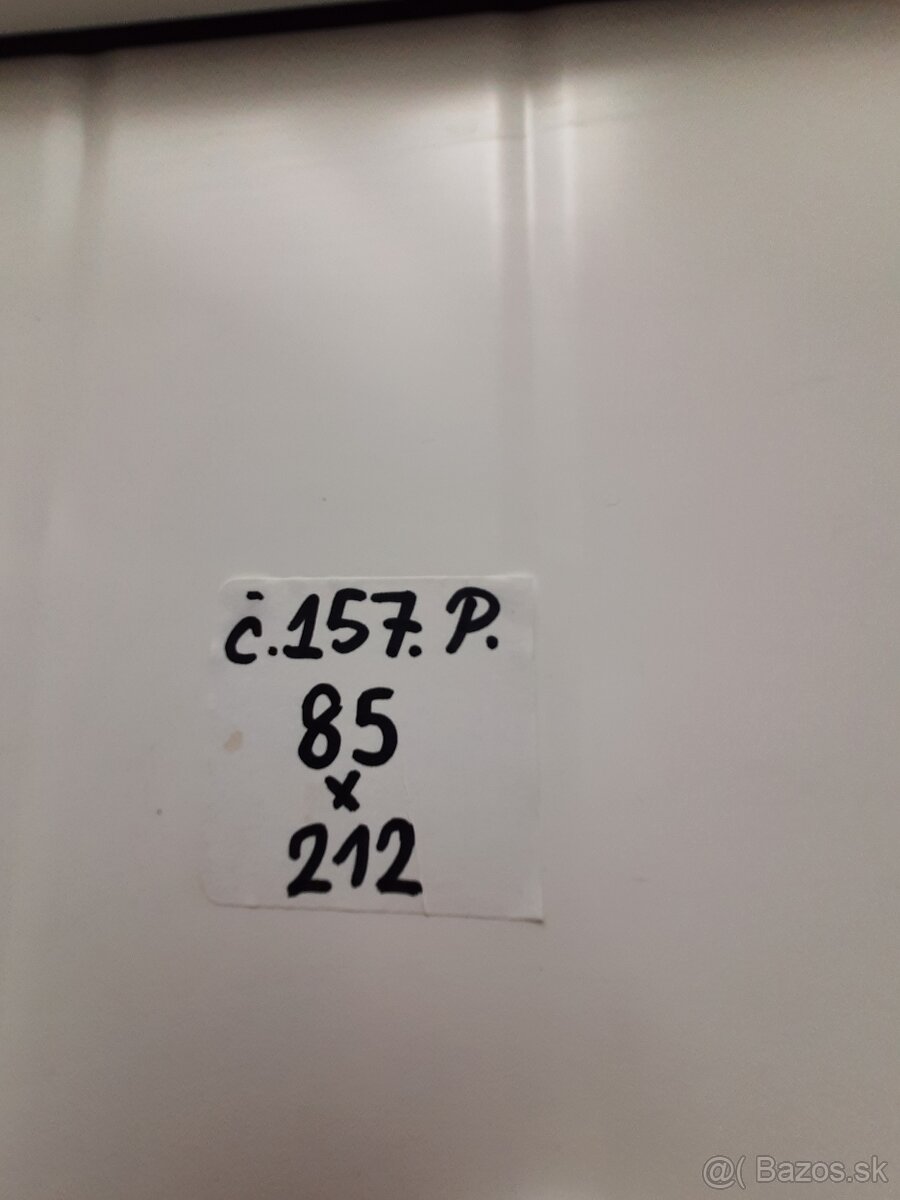 č.157. P.
85
x
212
@( Bazos.sk